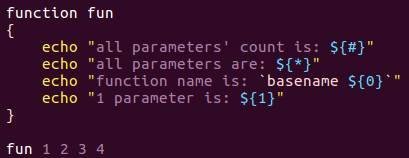 function fun
{
    echo "all parameters' count is: ${#}"
    echo "all parameters are: ${*}"
    echo "function name is: `basename ${0}`"
    echo "1 parameter is: ${1}"
}
fun 1 2 3 4